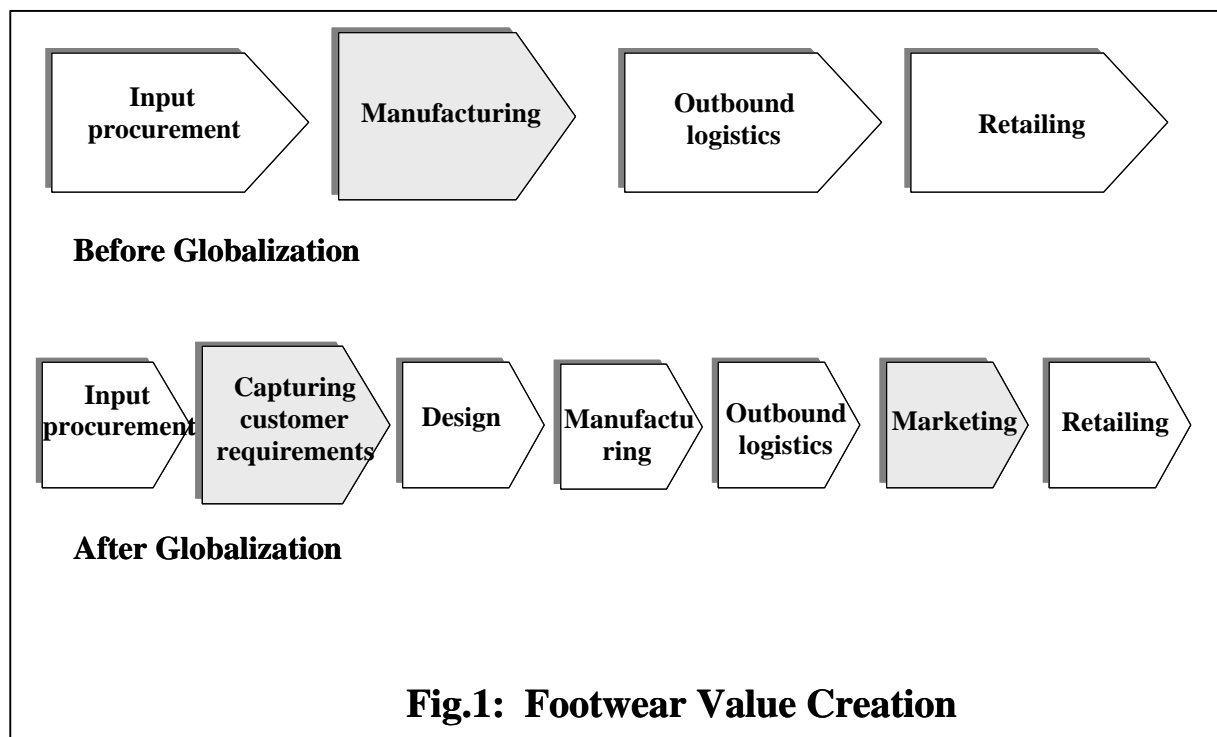 Input
procurement
Manufacturing
Outbound
logistics
Retailing
Before Globalization
Input
procurement
Capturing
customer
requirements
Design
Manufactu
ring
Outbound
logistics
Marketing
Retailing
After Globalization
Fig.1: Footwear Value Creation